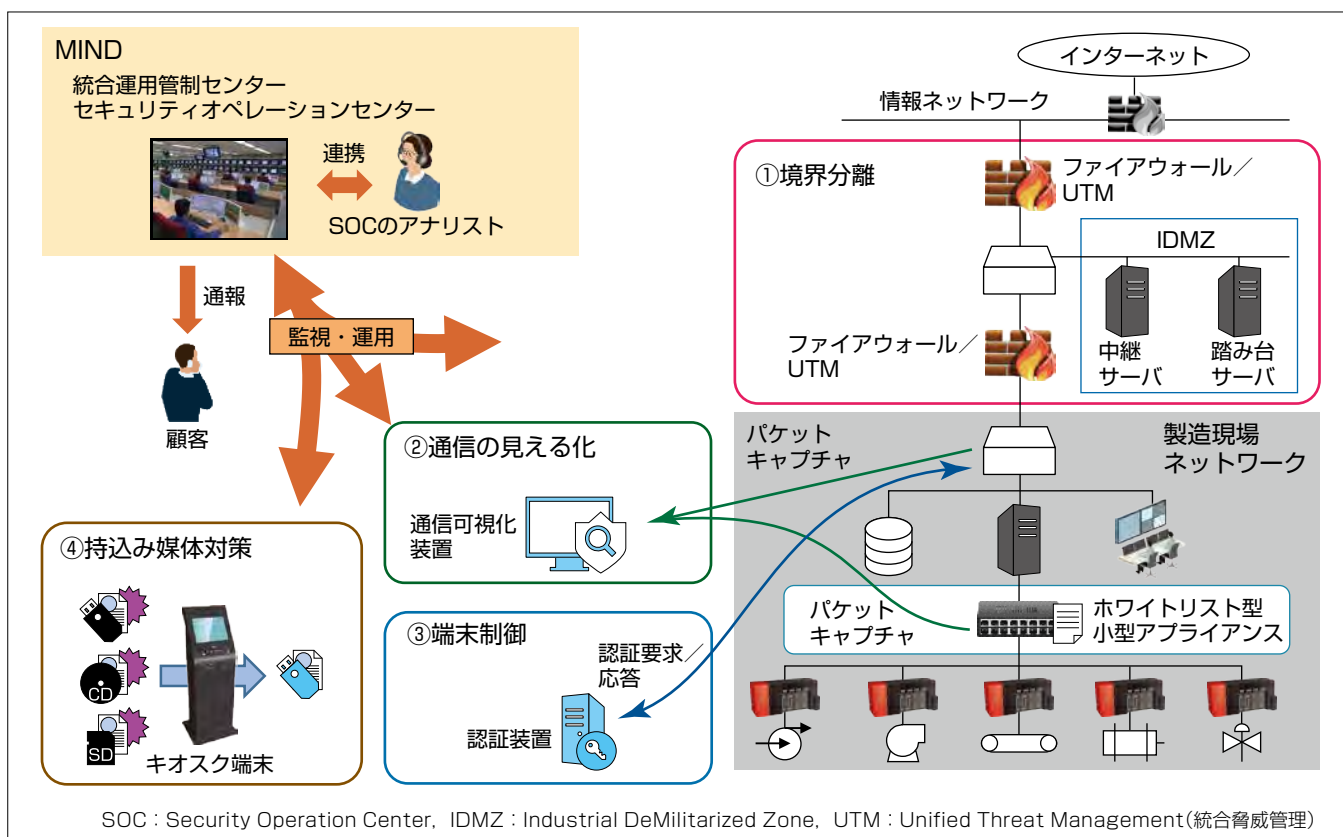 MIND
統合運用管制センター
セキュリティオペレーションセンター
連携
SOCのアナリスト
通報
顧客
監視・運用
インターネット
情報ネットワーク
①境界分離
ファイアウォール／
UTM
IDMZ
ファイアウォール／
UTM
中継
サーバ
踏み台
サーバ
②通信の見える化
通信可視化
装置
パケット
キャプチャ
製造現場
ネットワーク
パケット
キャプチャ
ホワイトリスト型
小型アプライアンス
③端末制御
認証要求／
応答
認証装置
④持込み媒体対策
CD
SD
キオスク端末
SOC：Security Operation Center，IDMZ：Industrial DeMilitarized Zone，UTM：Unified Threat Management(統合脅威管理)